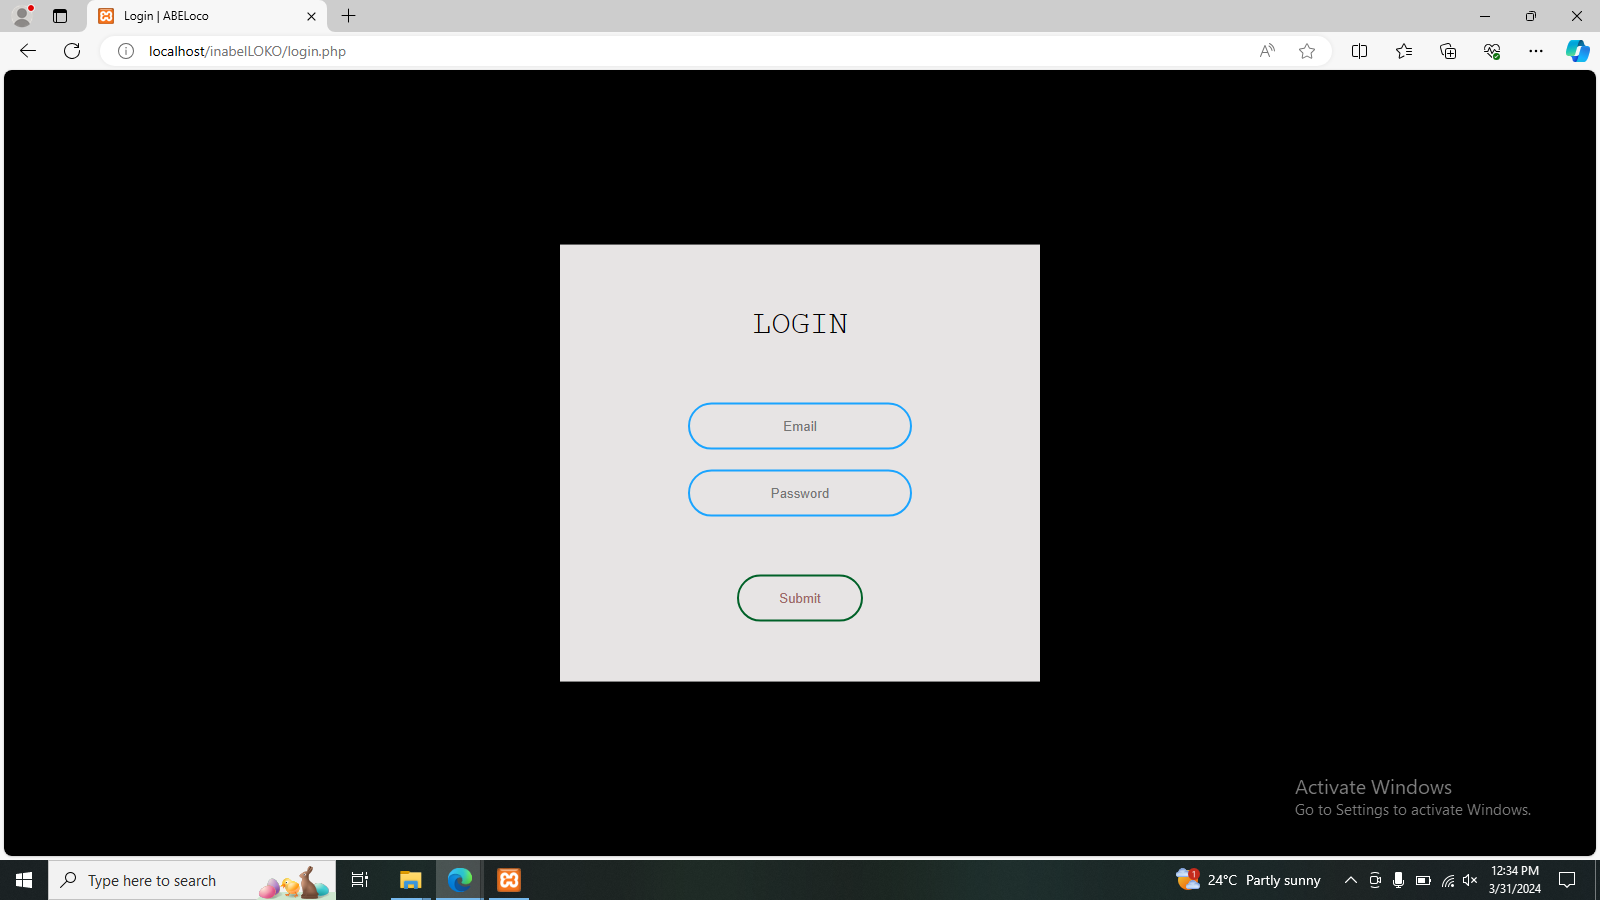 Login | ABELoco
localhost/inabelLOKO/login.php
LOGIN
Email
Password
Submit
Activate Windows
Go to Settings to activate Windows.
Type here to search
1
24°C Partly sunny
12:34 PM
3/31/2024